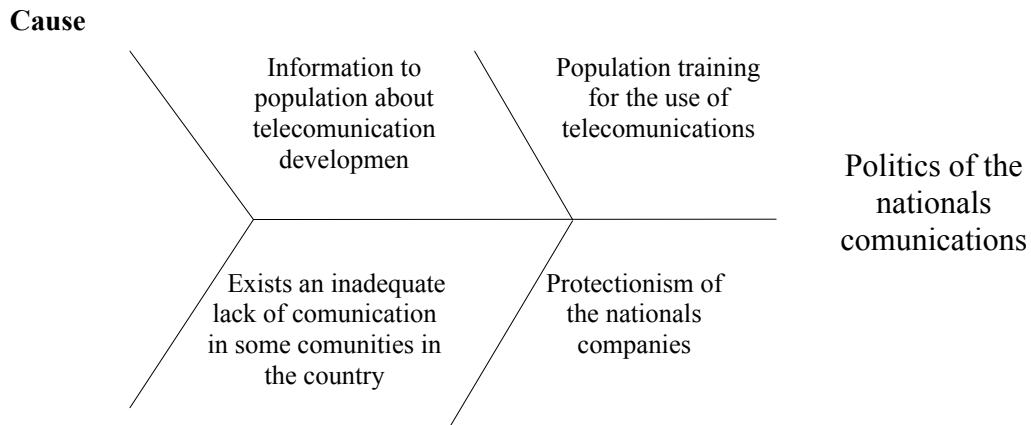 Cause
Information to
population about
telecomunication
developmen
Population training
for the use of
telecomunications
Politics of the
nationals
comunications
Exists an inadequate
lack of comunication
in some comunities in
the country
Protectionism of
the nationals
companies